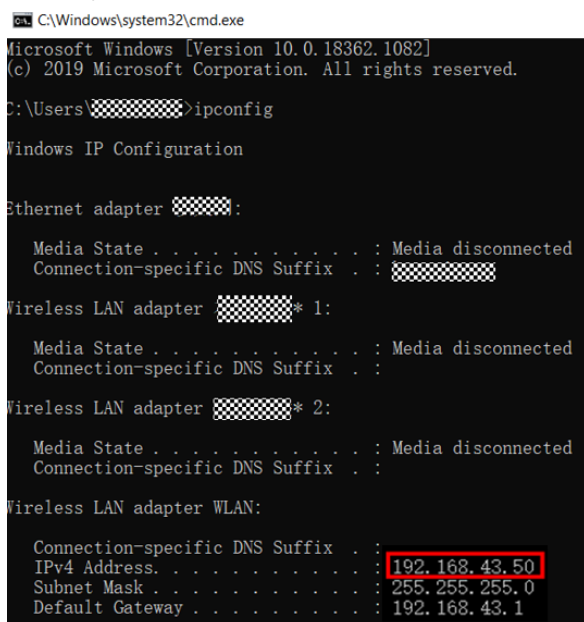 C:\Windows\system32\cmd.exe
Microsoft Windows [Version 10.0.18362.1082]
(c) 2019 Microsoft Corporation. All rights reserved.
C:\Users\>ipconfig
Windows IP Configuration
Ethernet adapter :
Media State . . . . . . . . . . . : Media disconnected
Connection-specific DNS Suffix . :
Wireless LAN adapter * 1:
Media State . . . . . . . . . . . : Media disconnected
Connection-specific DNS Suffix . :
Wireless LAN adapter * 2:
Media State . . . . . . . . . . . : Media disconnected
Connection-specific DNS Suffix . :
Wireless LAN adapter WLAN:
Connection-specific DNS Suffix . :
IPv4 Address. . . . . . . . . . . : 192.168.43.50
Subnet Mask . . . . . . . . . . . : 255.255.255.0
Default Gateway . . . . . . . . . : 192.168.43.1